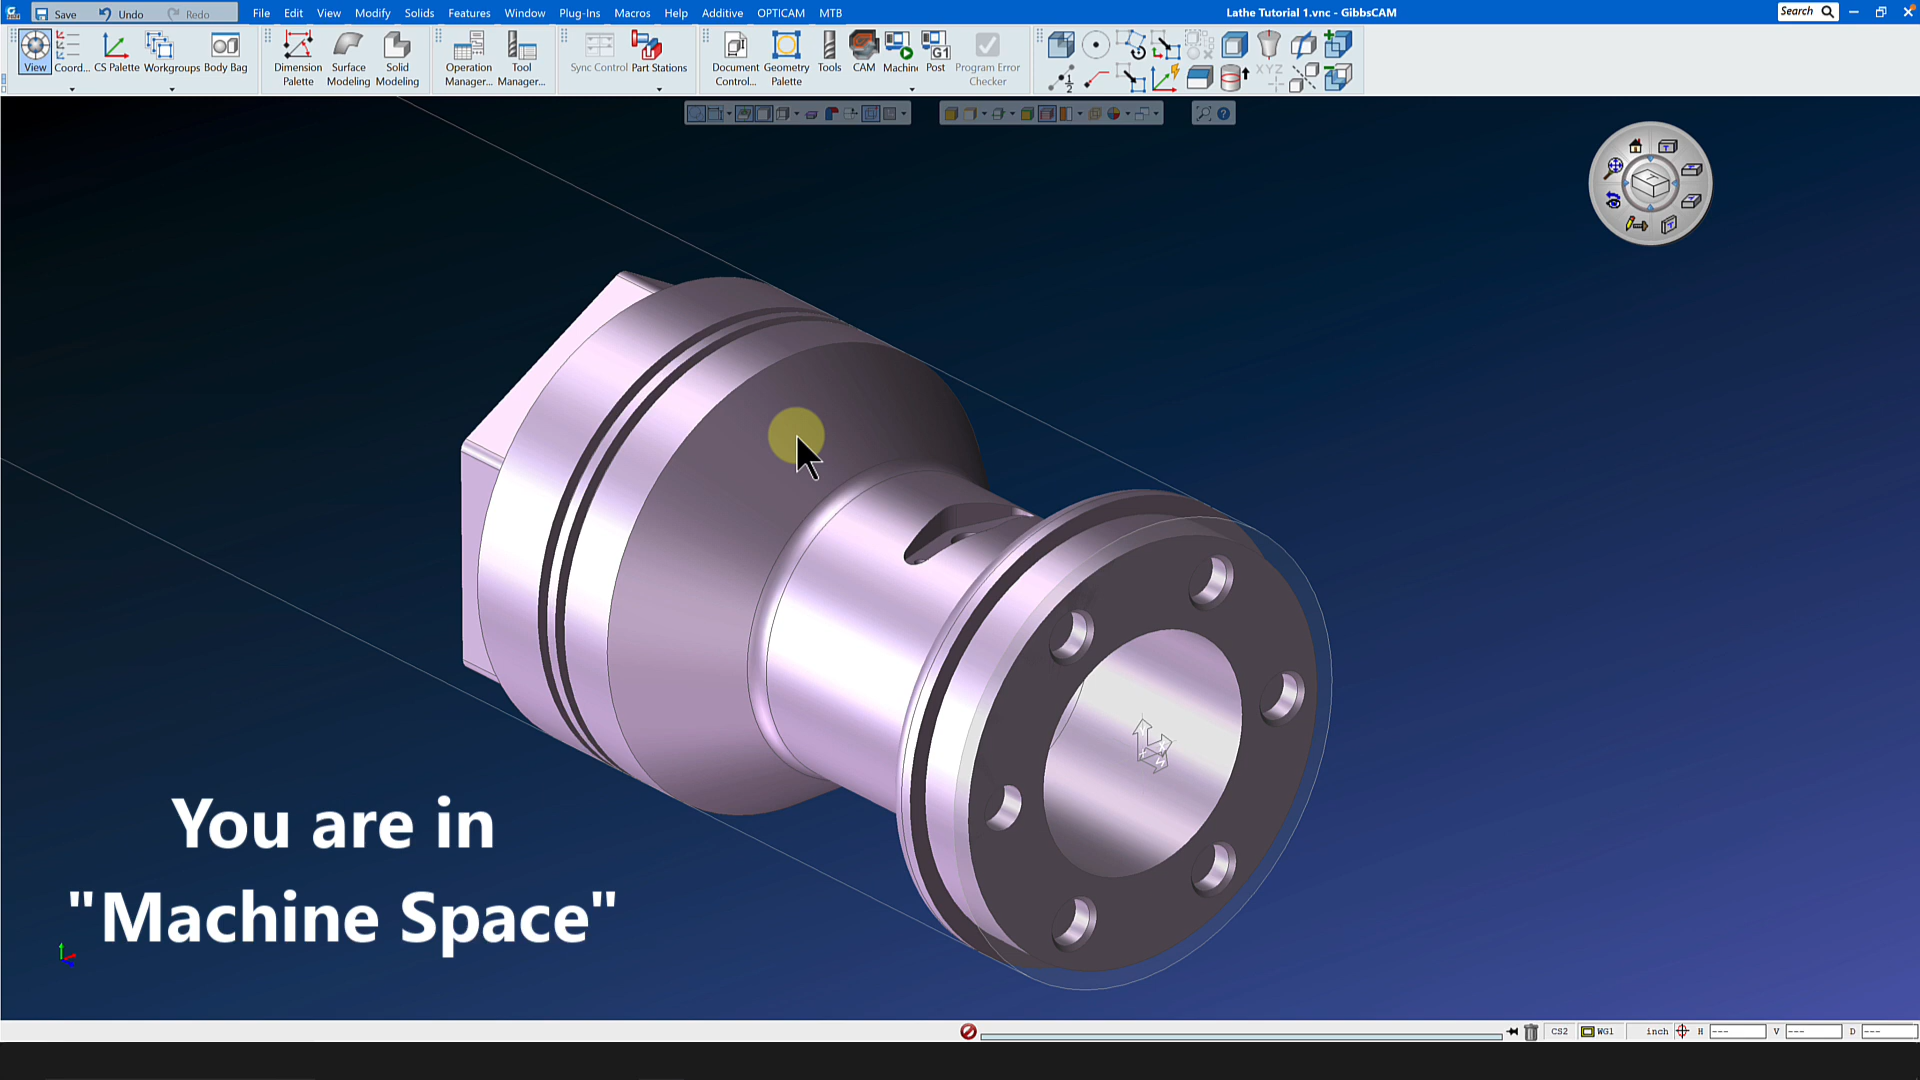 Save Undo Redo File Edit View Modify Solids Features Window Plug-Ins Macros Help Additive OPTICAM MTB Lathe Tutorial 1.vnc - GibbsCAM Search
View Coord... CS Palette Workgroups Body Bag Dimension Palette Surface Modeling Solid Modeling Operation Manager... Tool Manager... Sync Control Part Stations Document Control... Geometry Palette Tools CAM Machin Post Program Error Checker
You are in
"Machine Space"
CS2 WG1 inch H --- V --- D ---